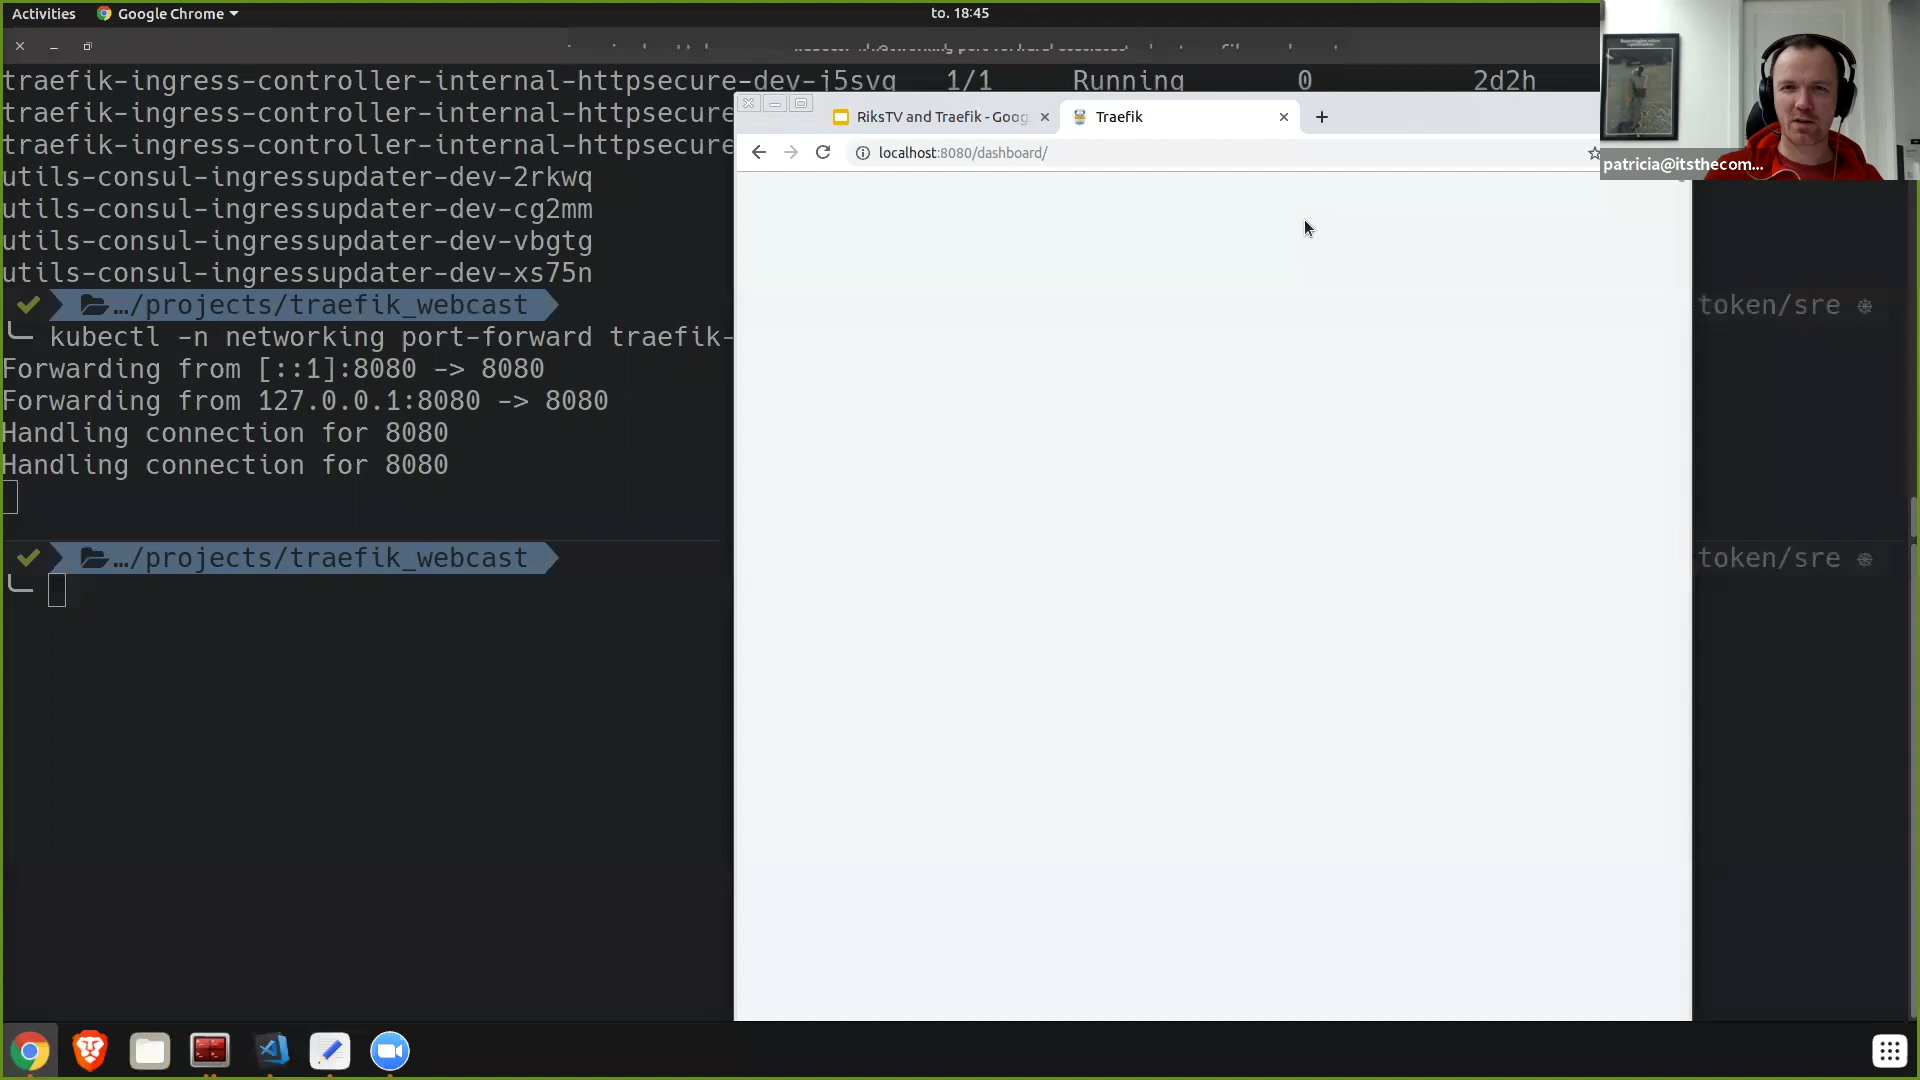 Activities Google Chrome to. 18:45
traefik-ingress-controller-internal-httpsecure-dev-j5svg 1/1 Running 0 2d2h
traefik-ingress-controller-internal-httpsecure
traefik-ingress-controller-internal-httpsecure
utils-consul-ingressupdater-dev-2rkwq
utils-consul-ingressupdater-dev-cg2mm
utils-consul-ingressupdater-dev-vbgtg
utils-consul-ingressupdater-dev-xs75n
…/projects/traefik_webcast
kubectl -n networking port-forward traefik-
Forwarding from [::1]:8080 -> 8080
Forwarding from 127.0.0.1:8080 -> 8080
Handling connection for 8080
Handling connection for 8080
…/projects/traefik_webcast
RiksTV and Traefik - Goog
Traefik
localhost:8080/dashboard/
patricia@itsthecom...
token/sre
token/sre